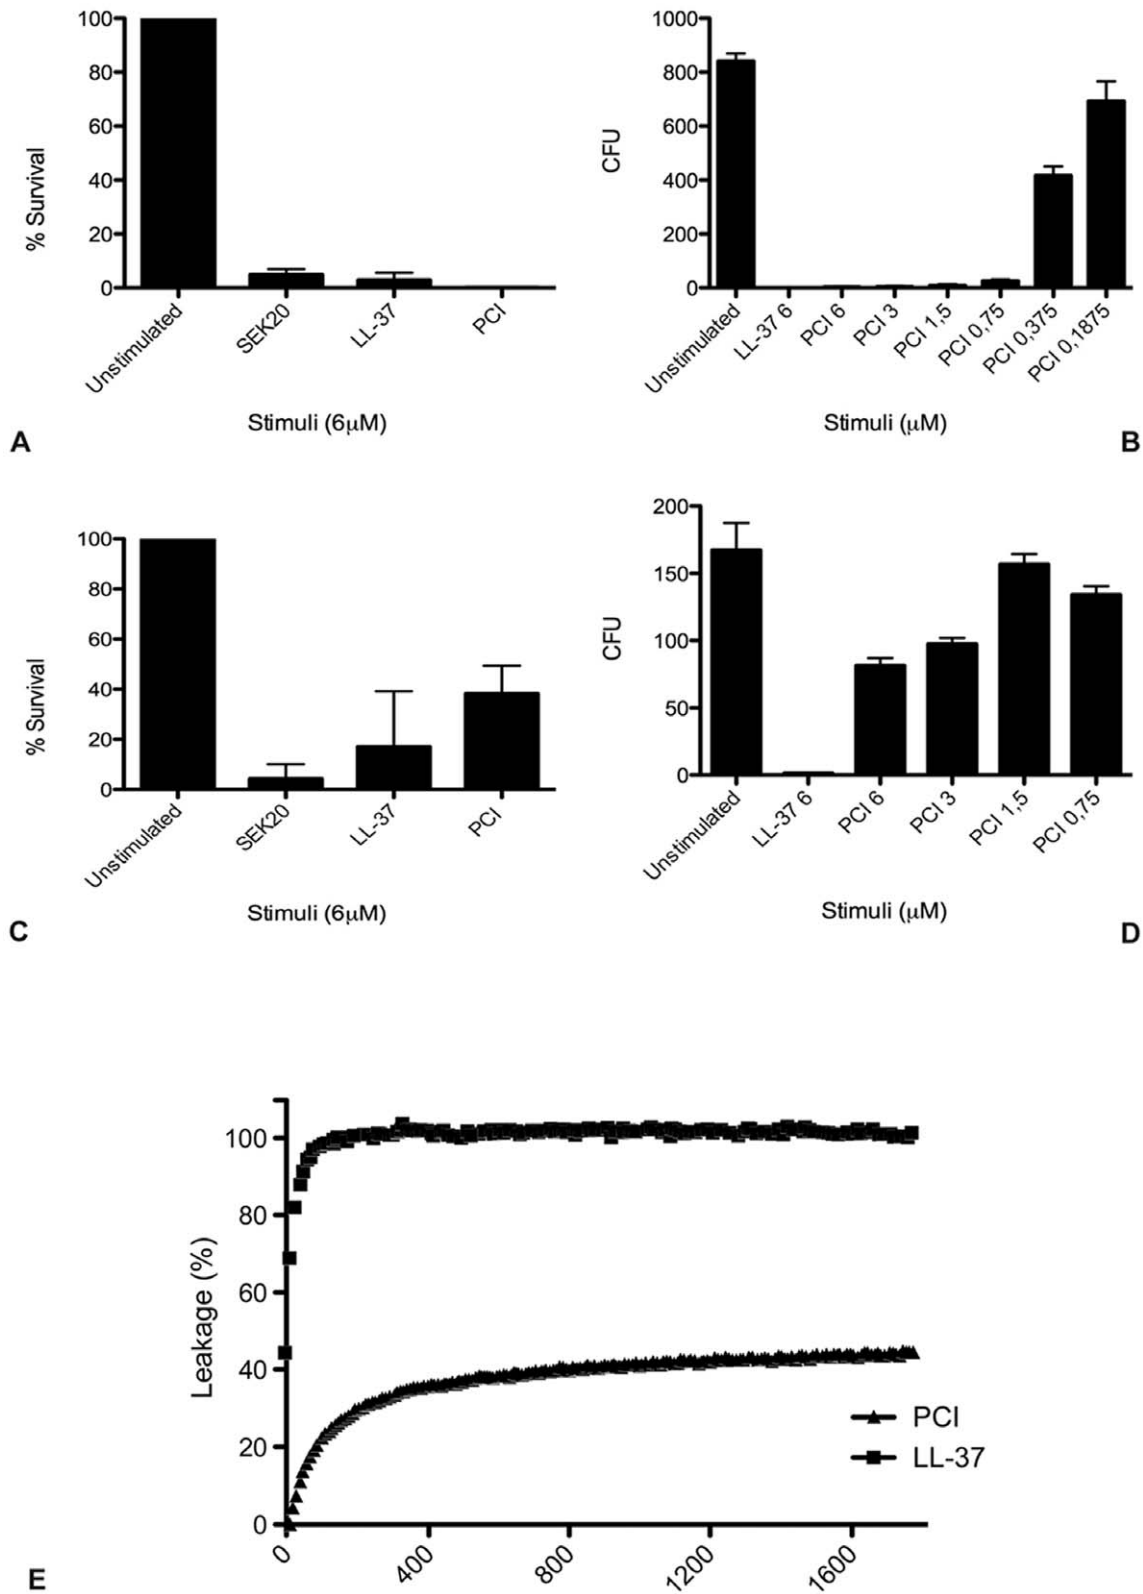 100
80
60
40
20
0
% Survival
Unstimulated
SEK20
LL-37
PCI
Stimuli (6µM)
A
1000
800
600
400
200
0
CFU
Unstimulated
LL-37 6
PCI 6
PCI 3
PCI 1,5
PCI 0,75
PCI 0,375
PCI 0,1875
Stimuli (µM)
B
100
80
60
40
20
0
% Survival
Unstimulated
SEK20
LL-37
PCI
Stimuli (6µM)
C
200
150
100
50
0
CFU
Unstimulated
LL-37 6
PCI 6
PCI 3
PCI 1,5
PCI 0,75
Stimuli (µM)
D
100
80
60
40
20
0
Leakage (%)
PCI
LL-37
0
400
800
1200
1600
E